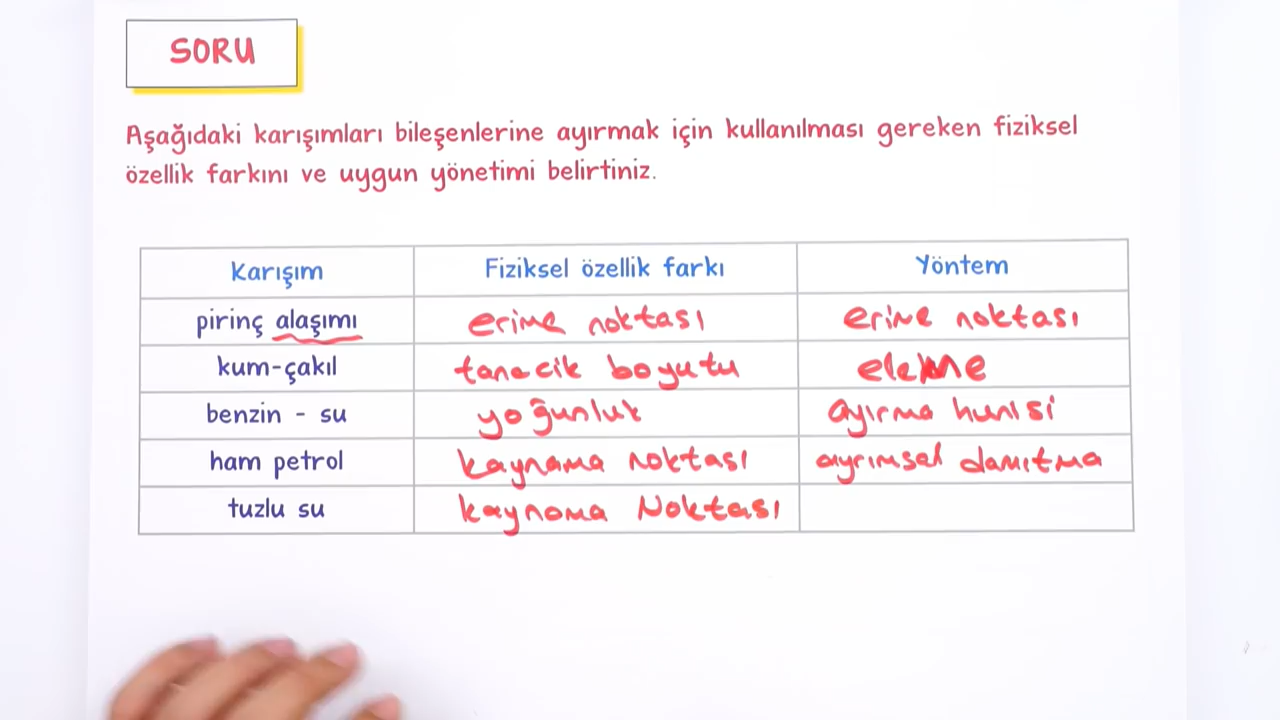 SORU
Aşağıdaki karışımları bileşenlerine ayırmak için kullanılması gereken fiziksel
özellik farkını ve uygun yönetimi belirtiniz.
Karışım Fiziksel özellik farkı Yöntem
pirinç alaşımı erime noktası erime noktası
kum-çakıl tanecik boyutu eleme
benzin - su yoğunluk ayırma hunisi
ham petrol kaynama noktası ayrımsal damıtma
tuzlu su kaynama Noktası